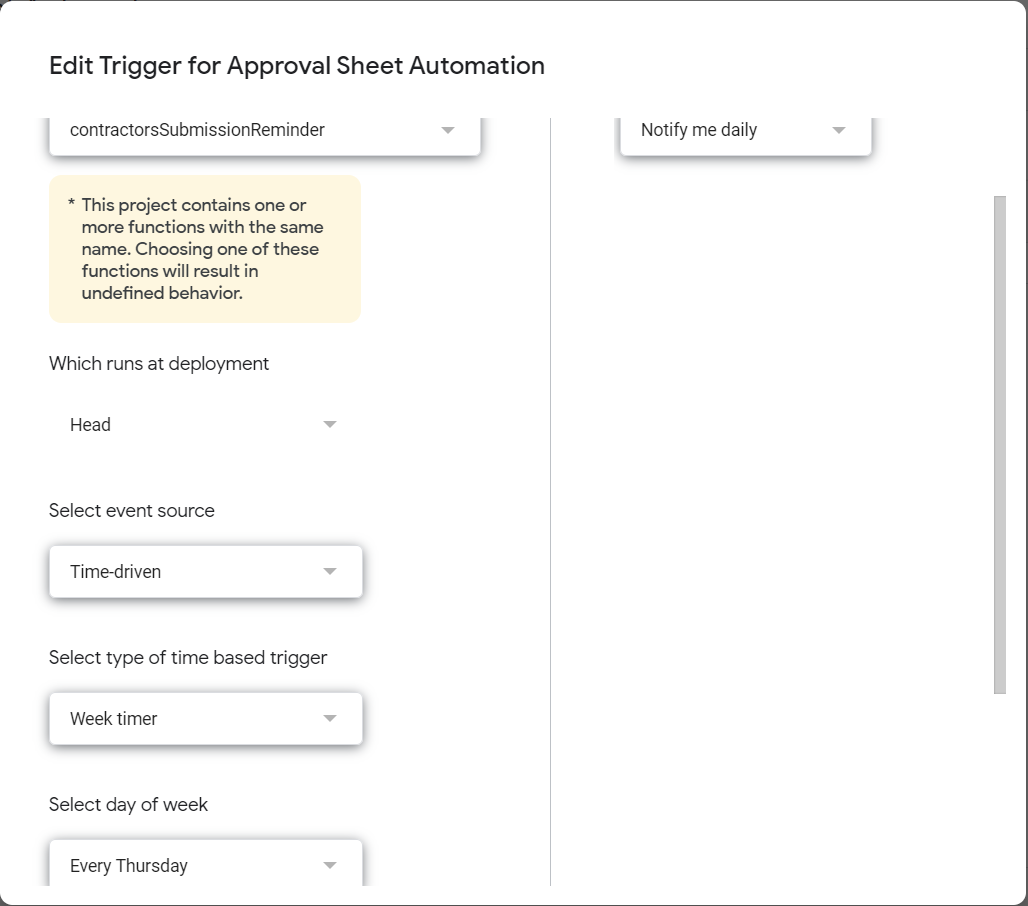 Edit Trigger for Approval Sheet Automation
contractorsSubmissionReminder
Notify me daily
* This project contains one or
more functions with the same
name. Choosing one of these
functions will result in
undefined behavior.
Which runs at deployment
Head
Select event source
Time-driven
Select type of time based trigger
Week timer
Select day of week
Every Thursday